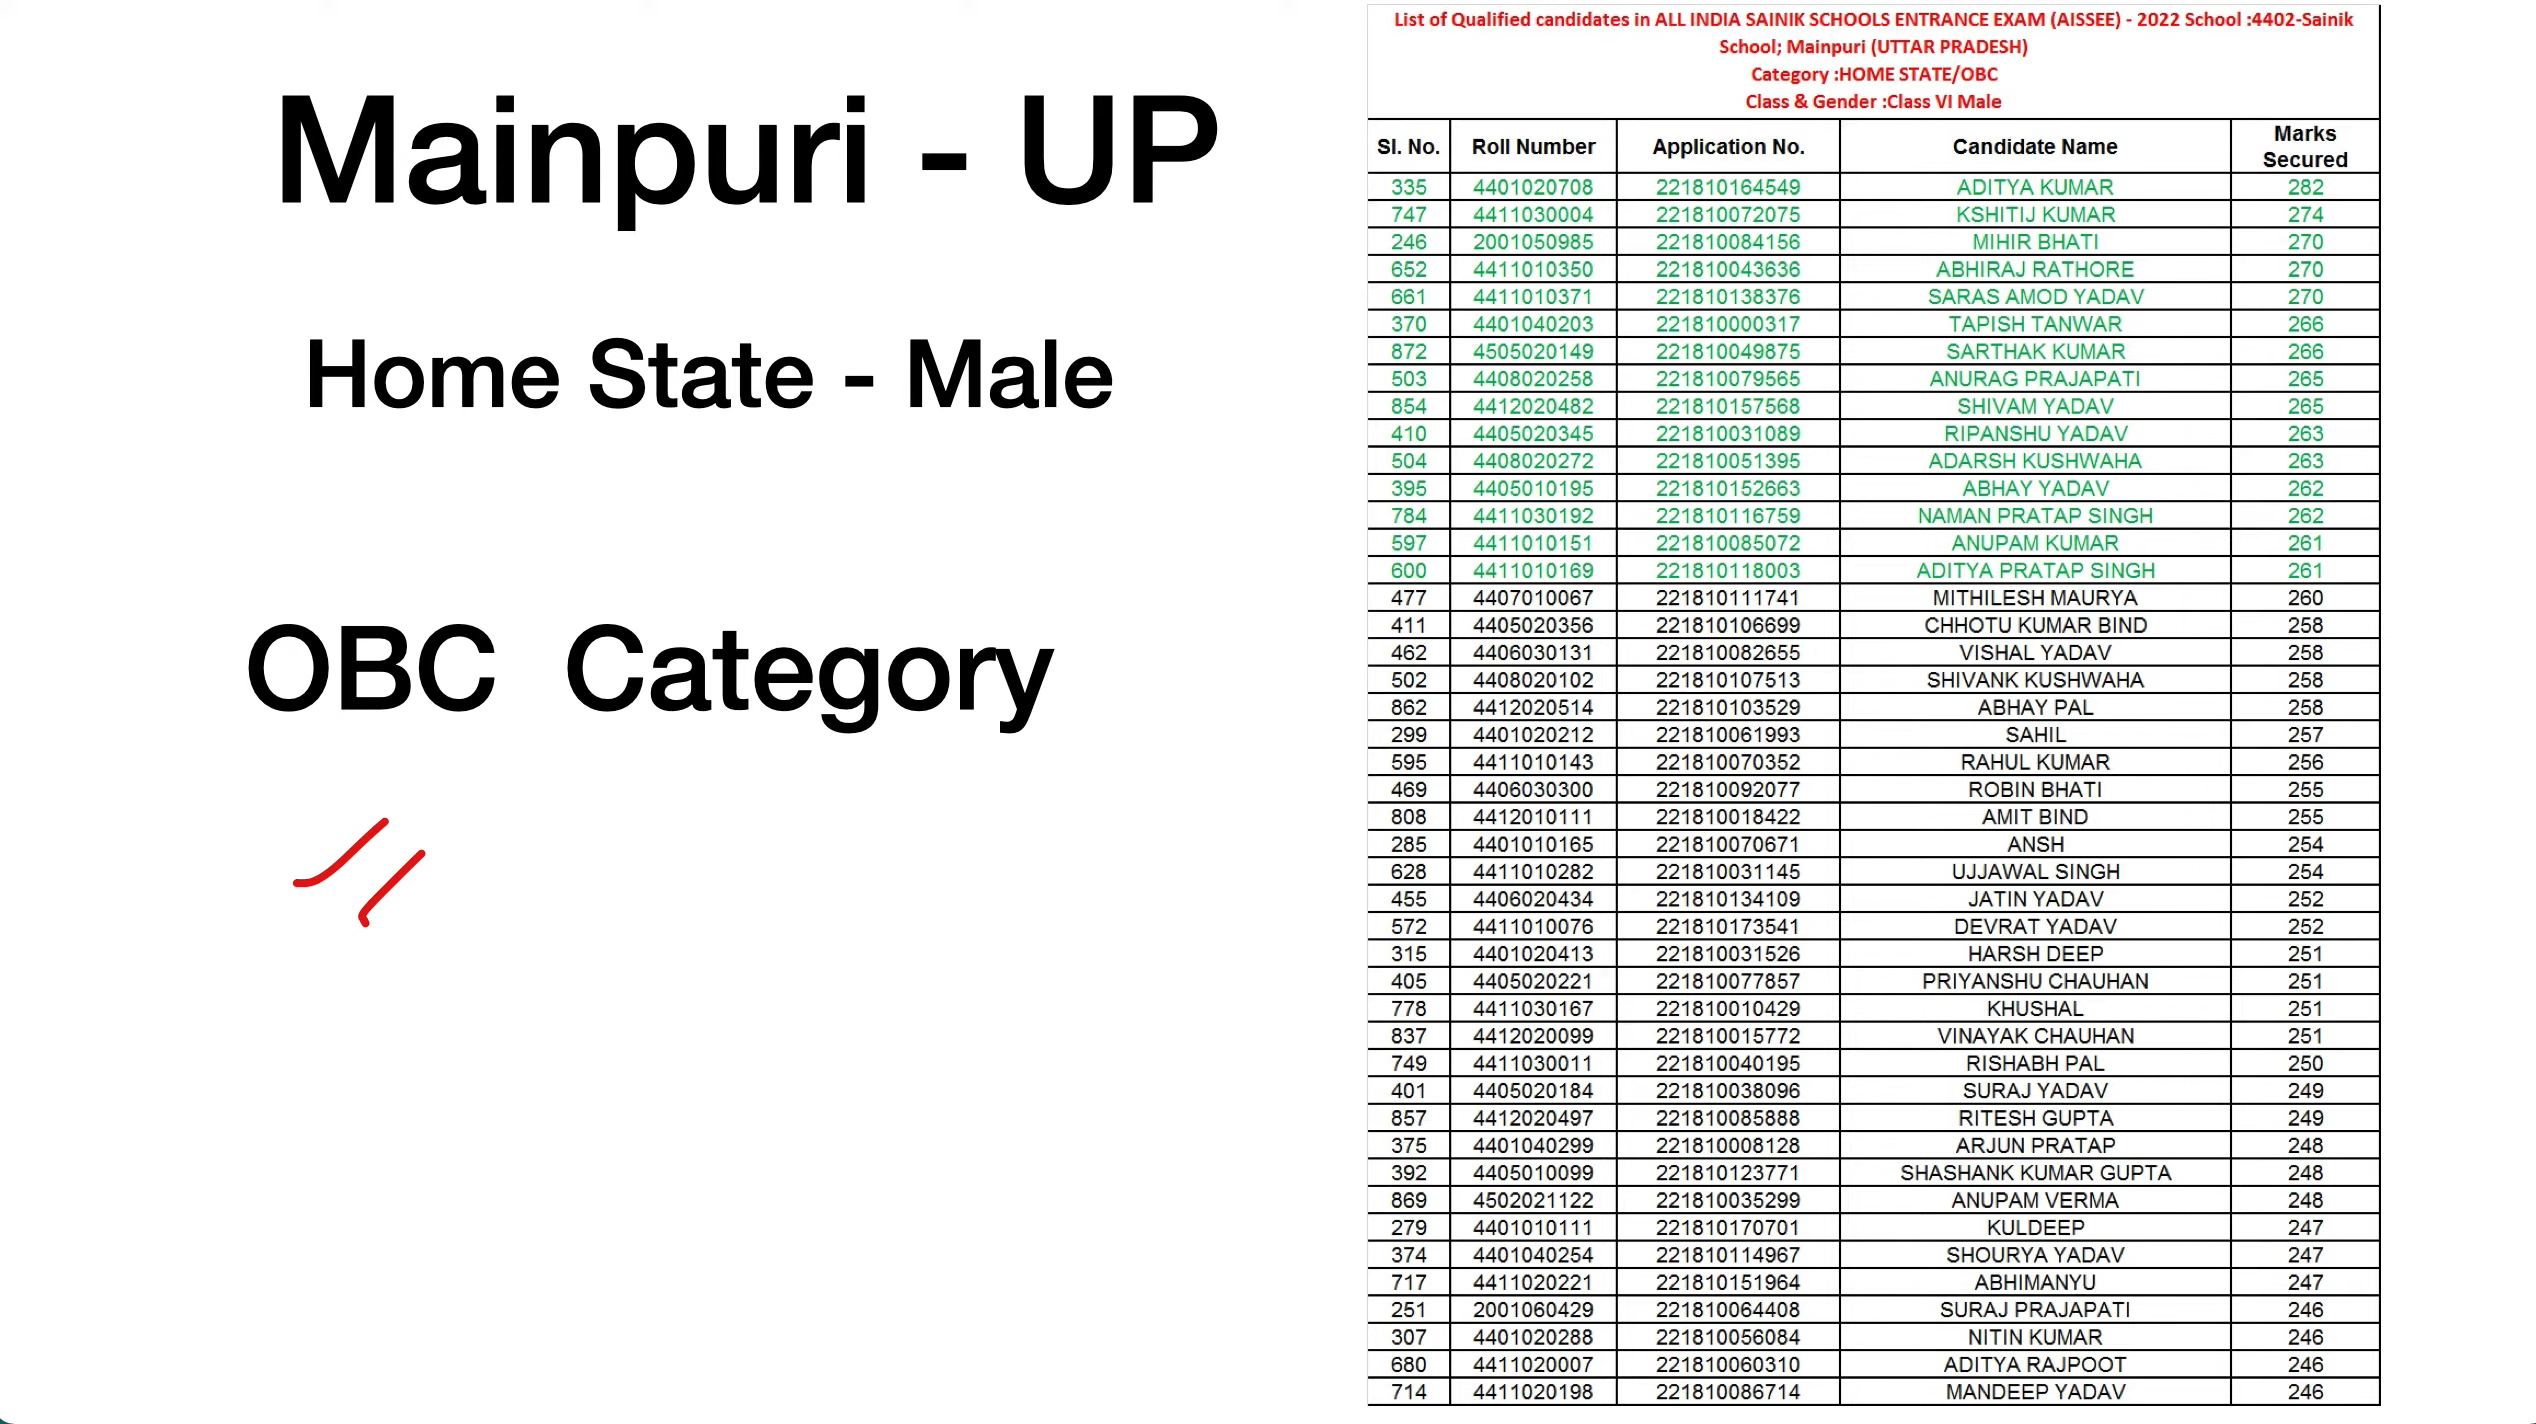 Mainpuri - UP
Home State - Male
OBC Category
List of Qualified candidates in ALL INDIA SAINIK SCHOOLS ENTRANCE EXAM (AISSEE) - 2022 School :4402-Sainik
School; Mainpuri (UTTAR PRADESH)
Category :HOME STATE/OBC
Class & Gender :Class VI Male
Sl. No. Roll Number Application No. Candidate Name Marks Secured
335 4401020708 221810164549 ADITYA KUMAR 282
747 4411030004 221810072075 KSHITIJ KUMAR 274
246 2001050985 221810084156 MIHIR BHATI 270
652 4411010350 221810043636 ABHIRAJ RATHORE 270
661 4411010371 221810138376 SARAS AMOD YADAV 270
370 4401040203 221810000317 TAPISH TANWAR 266
872 4505020149 221810049875 SARTHAK KUMAR 266
503 4408020258 221810079565 ANURAG PRAJAPATI 265
854 4412020482 221810157568 SHIVAM YADAV 265
410 4405020345 221810031089 RIPANSHU YADAV 263
504 4408020272 221810051395 ADARSH KUSHWAHA 263
395 4405010195 221810152663 ABHAY YADAV 262
784 4411030192 221810116759 NAMAN PRATAP SINGH 262
597 4411010151 221810085072 ANUPAM KUMAR 261
600 4411010169 221810118003 ADITYA PRATAP SINGH 261
477 4407010067 221810111741 MITHILESH MAURYA 260
411 4405020356 221810106699 CHHOTU KUMAR BIND 258
462 4406030131 221810082655 VISHAL YADAV 258
502 4408020102 221810107513 SHIVANK KUSHWAHA 258
862 4412020514 221810103529 ABHAY PAL 258
299 4401020212 221810061993 SAHIL 257
595 4411010143 221810070352 RAHUL KUMAR 256
469 4406030300 221810092077 ROBIN BHATI 255
808 4412010111 221810018422 AMIT BIND 255
285 4401010165 221810070671 ANSH 254
628 4411010282 221810031145 UJJAWAL SINGH 254
455 4406020434 221810134109 JATIN YADAV 252
572 4411010076 221810173541 DEVRAT YADAV 252
315 4401020413 221810031526 HARSH DEEP 251
405 4405020221 221810077857 PRIYANSHU CHAUHAN 251
778 4411030167 221810010429 KHUSHAL 251
837 4412020099 221810015772 VINAYAK CHAUHAN 251
749 4411030011 221810040195 RISHABH PAL 250
401 4405020184 221810038096 SURAJ YADAV 249
857 4412020497 221810085888 RITESH GUPTA 249
375 4401040299 221810008128 ARJUN PRATAP 248
392 4405010099 221810123771 SHASHANK KUMAR GUPTA 248
869 4502021122 221810035299 ANUPAM VERMA 248
279 4401010111 221810170701 KULDEEP 247
374 4401040254 221810114967 SHOURYA YADAV 247
717 4411020221 221810151964 ABHIMANYU 247
251 2001060429 221810064408 SURAJ PRAJAPATI 246
307 4401020288 221810056084 NITIN KUMAR 246
680 4411020007 221810060310 ADITYA RAJPOOT 246
714 4411020198 221810086714 MANDEEP YADAV 246